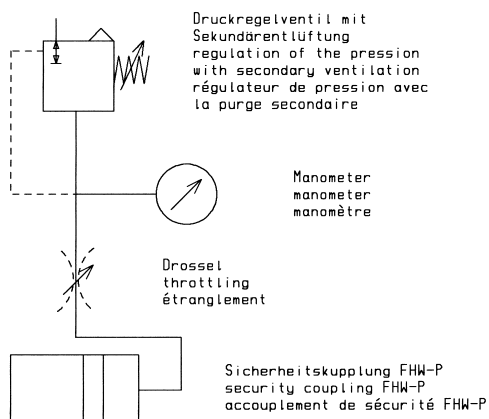 Druckregelventil mit
Sekundärentlüftung
regulation of the pression
with secondary ventilation
régulateur de pression avec
la purge secondaire
Manometer
manometer
manomètre
Drossel
throttling
étranglement
Sicherheitskupplung FHW-P
security coupling FHW-P
accouplement de sécurité FHW-P